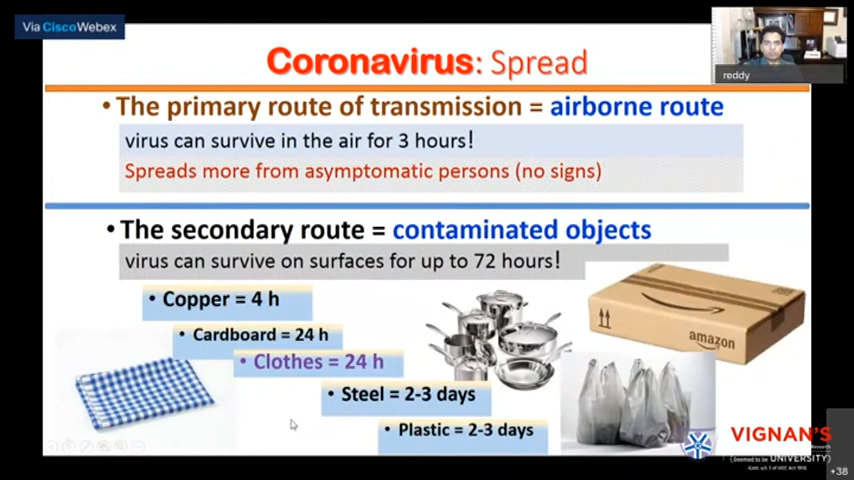 Via CiscoWebex
Coronavirus: Spread
reddy
• The primary route of transmission = airborne route
virus can survive in the air for 3 hours!
Spreads more from asymptomatic persons (no signs)
• The secondary route = contaminated objects
virus can survive on surfaces for up to 72 hours!
• Copper = 4 h
• Cardboard = 24 h
• Clothes = 24 h
• Steel = 2-3 days
• Plastic = 2-3 days
amazon
VIGNAN'S
(Deemed to be UNIVERSITY)
+38